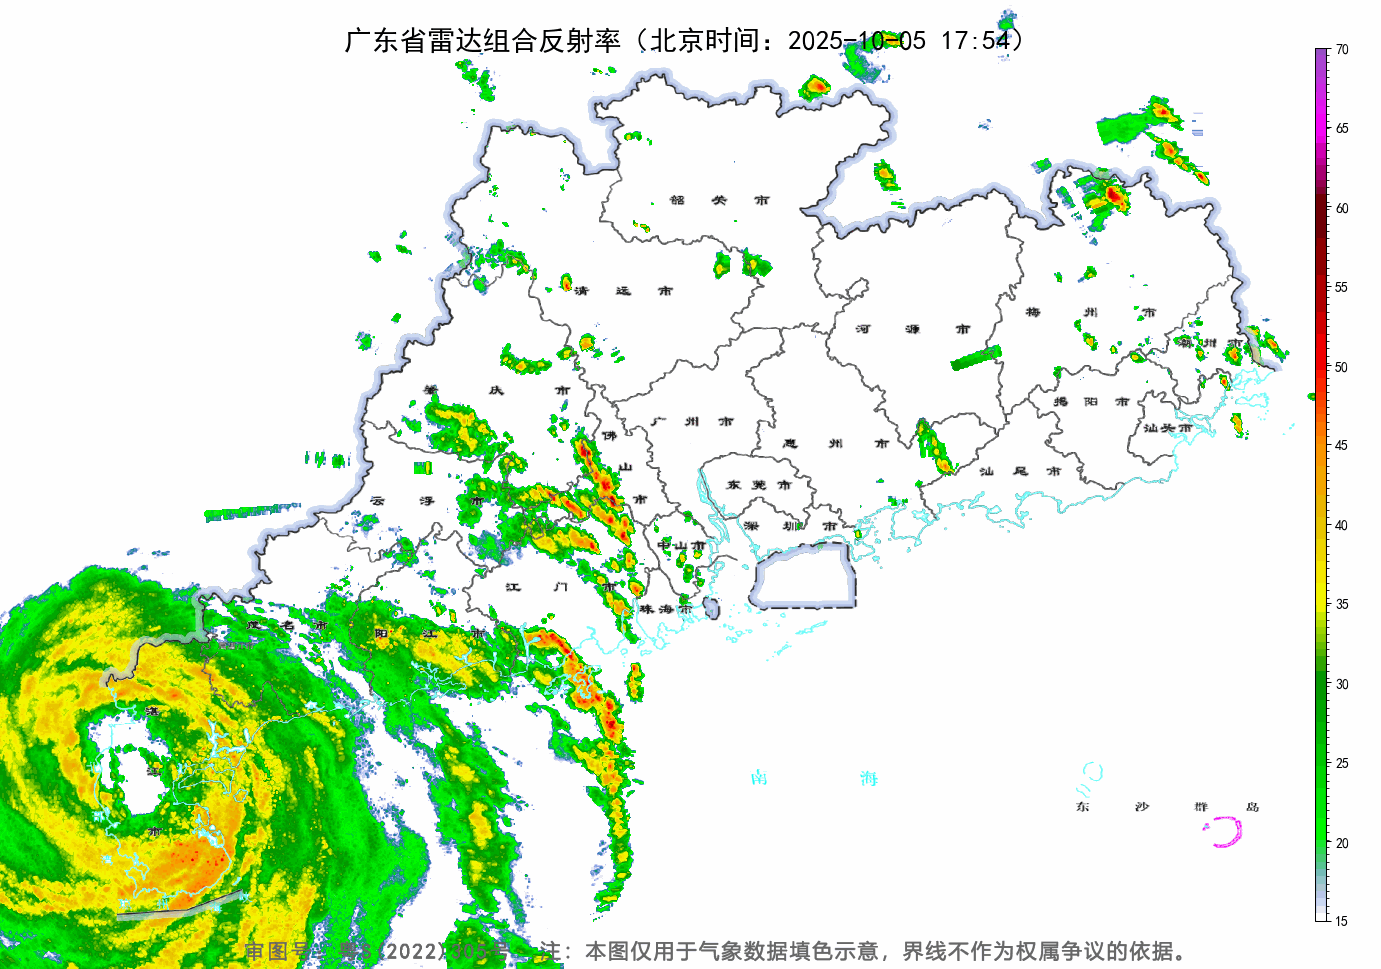 广东省雷达组合反射率（北京时间：2025-10-05 17:54）
70
65
60
55
50
45
40
35
30
25
20
15
韶关市
清远市
河源市
梅州市
潮州市
肇庆市
广州市
佛山市
惠州市
揭阳市
汕头市
汕尾市
东莞市
云浮市
深圳市
中山市
江门市
珠海市
茂名市
阳江市
湛江市
南海
东沙群岛
审图号：粤S(2022)305号 注：本图仅用于气象数据填色示意，界线不作为权属争议的依据。